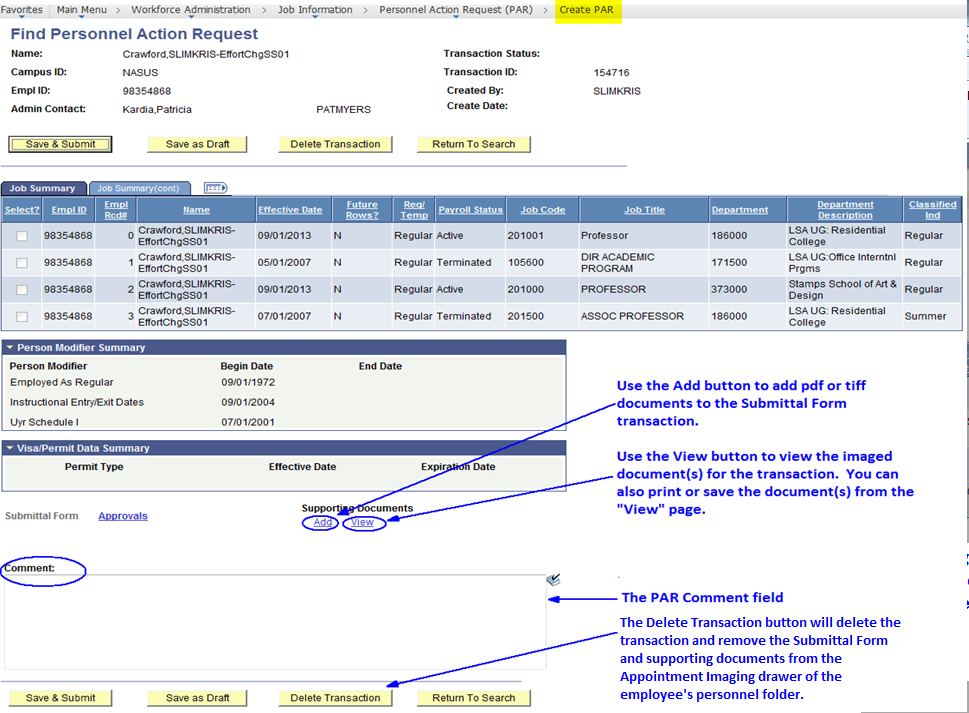 Favorites Main Menu > Workforce Administration > Job Information > Personnel Action Request (PAR) > Create PAR
Find Personnel Action Request
Name: Crawford,SLIMKRIS-EffortChgSS01 Transaction Status:
Campus ID: NASUS Transaction ID: 154716
Empl ID: 98354868 Created By: SLIMKRIS
Admin Contact: Kardia,Patricia PATMYERS Create Date:
Save & Submit Save as Draft Delete Transaction Return To Search
Job Summary Job Summary(cont)
Select? Empl ID Empl Rcd# Name Effective Date Future Rows? Req/ Temp Payroll Status Job Code Job Title Department Department Description Classified Ind
98354868 0 Crawford,SLIMKRIS-EffortChgSS01 09/01/2013 N Regular Active 201001 Professor 186000 LSA UG: Residential College Regular
98354868 1 Crawford,SLIMKRIS-EffortChgSS01 05/01/2007 N Regular Terminated 105600 DIR ACADEMIC PROGRAM 171500 LSA UG:Office Interntnl Prgms Regular
98354868 2 Crawford,SLIMKRIS-EffortChgSS01 09/01/2013 N Regular Active 201000 PROFESSOR 373000 Stamps School of Art & Design Regular
98354868 3 Crawford,SLIMKRIS-EffortChgSS01 07/01/2007 N Regular Terminated 201500 ASSOC PROFESSOR 186000 LSA UG: Residential College Summer
Person Modifier Summary
Person Modifier Begin Date End Date
Employed As Regular 09/01/1972
Instructional Entry/Exit Dates 09/01/2004
Uyr Schedule I 07/01/2001
Use the Add button to add pdf or tiff
documents to the Submittal Form
transaction.
Visa/Permit Data Summary
Permit Type Effective Date Expiration Date
Use the View button to view the imaged
document(s) for the transaction. You can
also print or save the document(s) from the
"View" page.
Supporting Documents
Submittal Form Approvals Add View
Comment:
The PAR Comment field
The Delete Transaction button will delete the
transaction and remove the Submittal Form
and supporting documents from the
Appointment Imaging drawer of the
employee's personnel folder.
Save & Submit Save as Draft Delete Transaction Return To Search